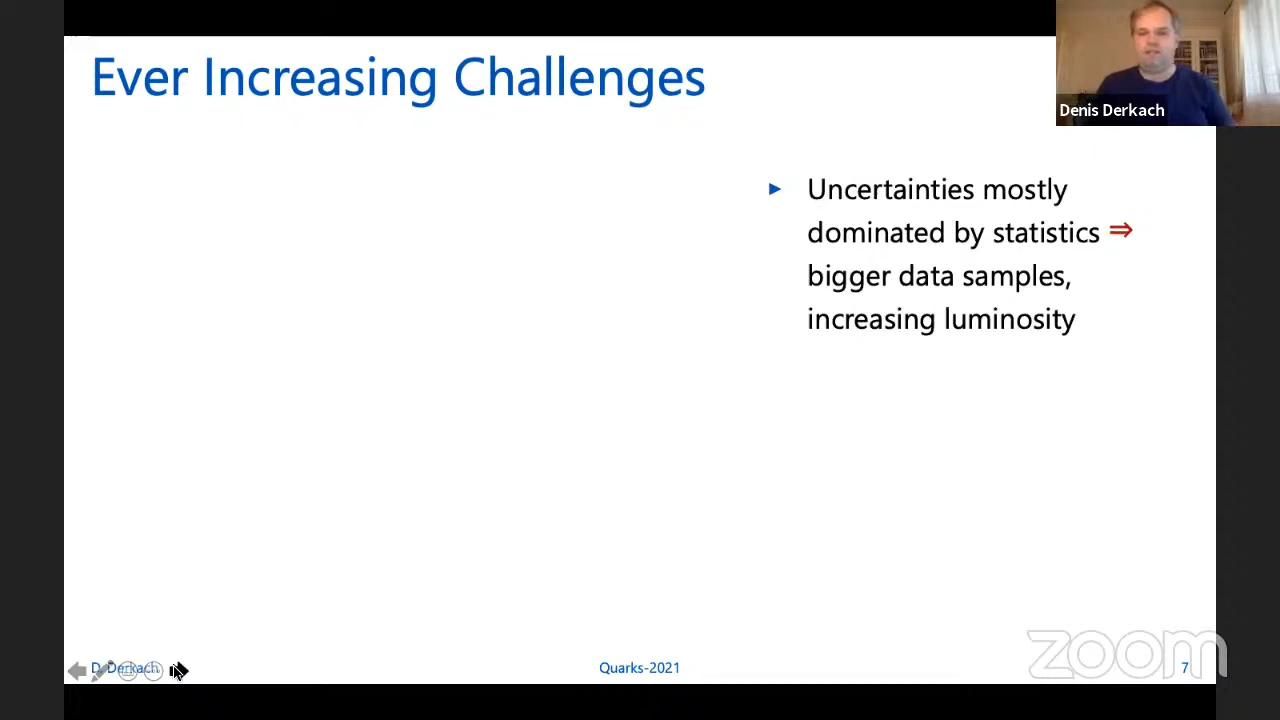 Ever Increasing Challenges
Denis Derkach
► Uncertainties mostly
dominated by statistics ⇒
bigger data samples,
increasing luminosity
D. Derkach
Quarks-2021
zoom
7